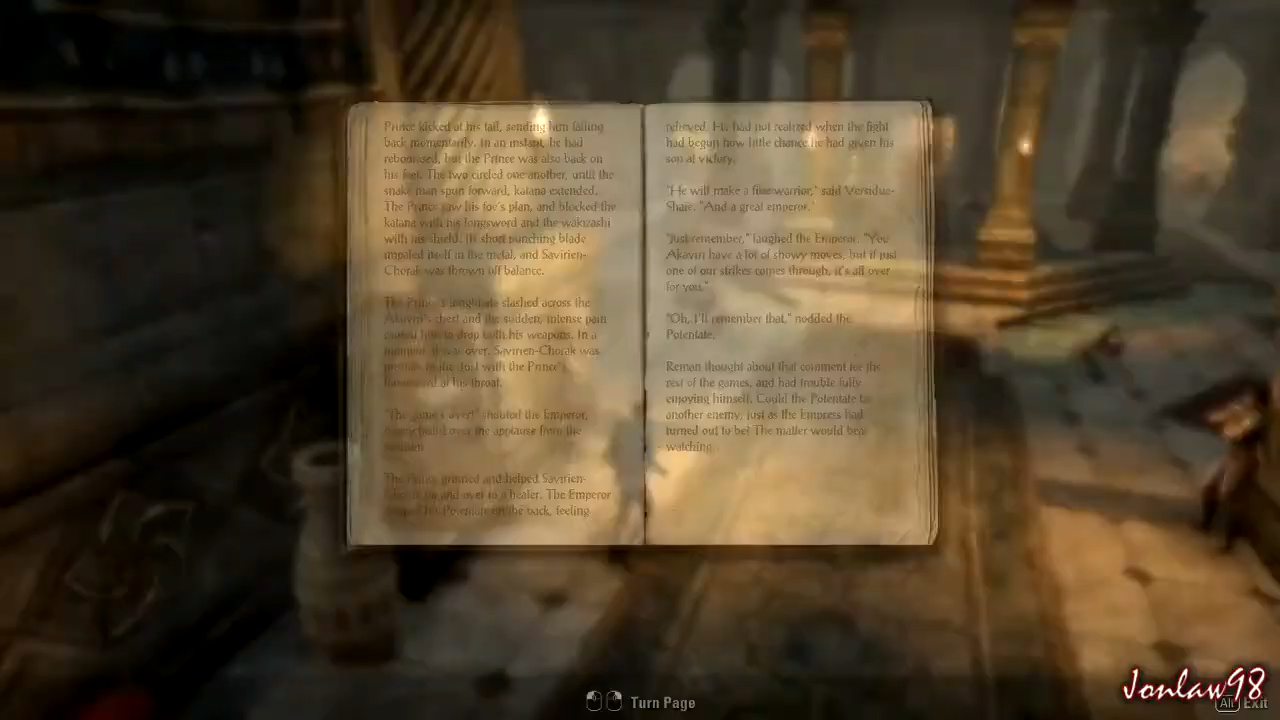 Prince kicked at his tail, sending him falling
back momentarily. In an instant, he had
rebounded, but the Prince was also back on
his feet. The two circled one another, until the
snake man spun forward, katana extended.
The Prince saw his foe's plan, and blocked the
katana with his longsword and the wakizashi
with his shield. Its short punching blade
impaled itself in the metal, and Savirien-
Chorak was thrown off balance.
The Prince's longblade slashed across the
Akaviri's chest and the sudden, intense pain
caused him to drop both his weapons. In a
moment, it was over. Savirien-Chorak was
in the dust with the Prince's
at his throat.
"The game's over!" shouted the Emperor,
heard over the applause from the
The Prince grinned and helped Savirien-
up and over to a healer. The Emperor
his Potentate on the back, feeling
relieved. He had not realized when the fight
had begun how little chance he had given his
son at victory.
"He will make a fine warrior," said Versidue-
Shaie. "And a great emperor."
"Just remember," laughed the Emperor. "You
Akaviri have a lot of showy moves, but if just
one of our strikes comes through, it's all over
for you."
"Oh, I'll remember that," nodded the
Potentate.
Reman thought about that comment for the
rest of the games, and had trouble fully
enjoying himself. Could the Potentate be
another enemy, just as the Empress had
turned out to be? The matter would bear
watching.
Turn Page
Jonlaw98
Alt Exit